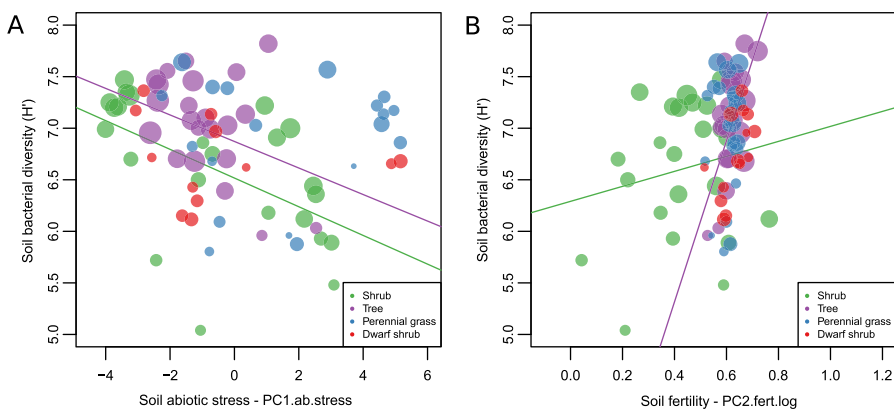 A
Soil bacterial diversity (H')
8.0
7.5
7.0
6.5
6.0
5.5
5.0
−4 −2 0 2 4 6
Soil abiotic stress - PC1.ab.stress
Shrub
Tree
Perennial grass
Dwarf shrub
B
Soil bacterial diversity (H')
8.0
7.5
7.0
6.5
6.0
5.5
5.0
0.0 0.2 0.4 0.6 0.8 1.0 1.2
Soil fertility - PC2.fert.log
Shrub
Tree
Perennial grass
Dwarf shrub